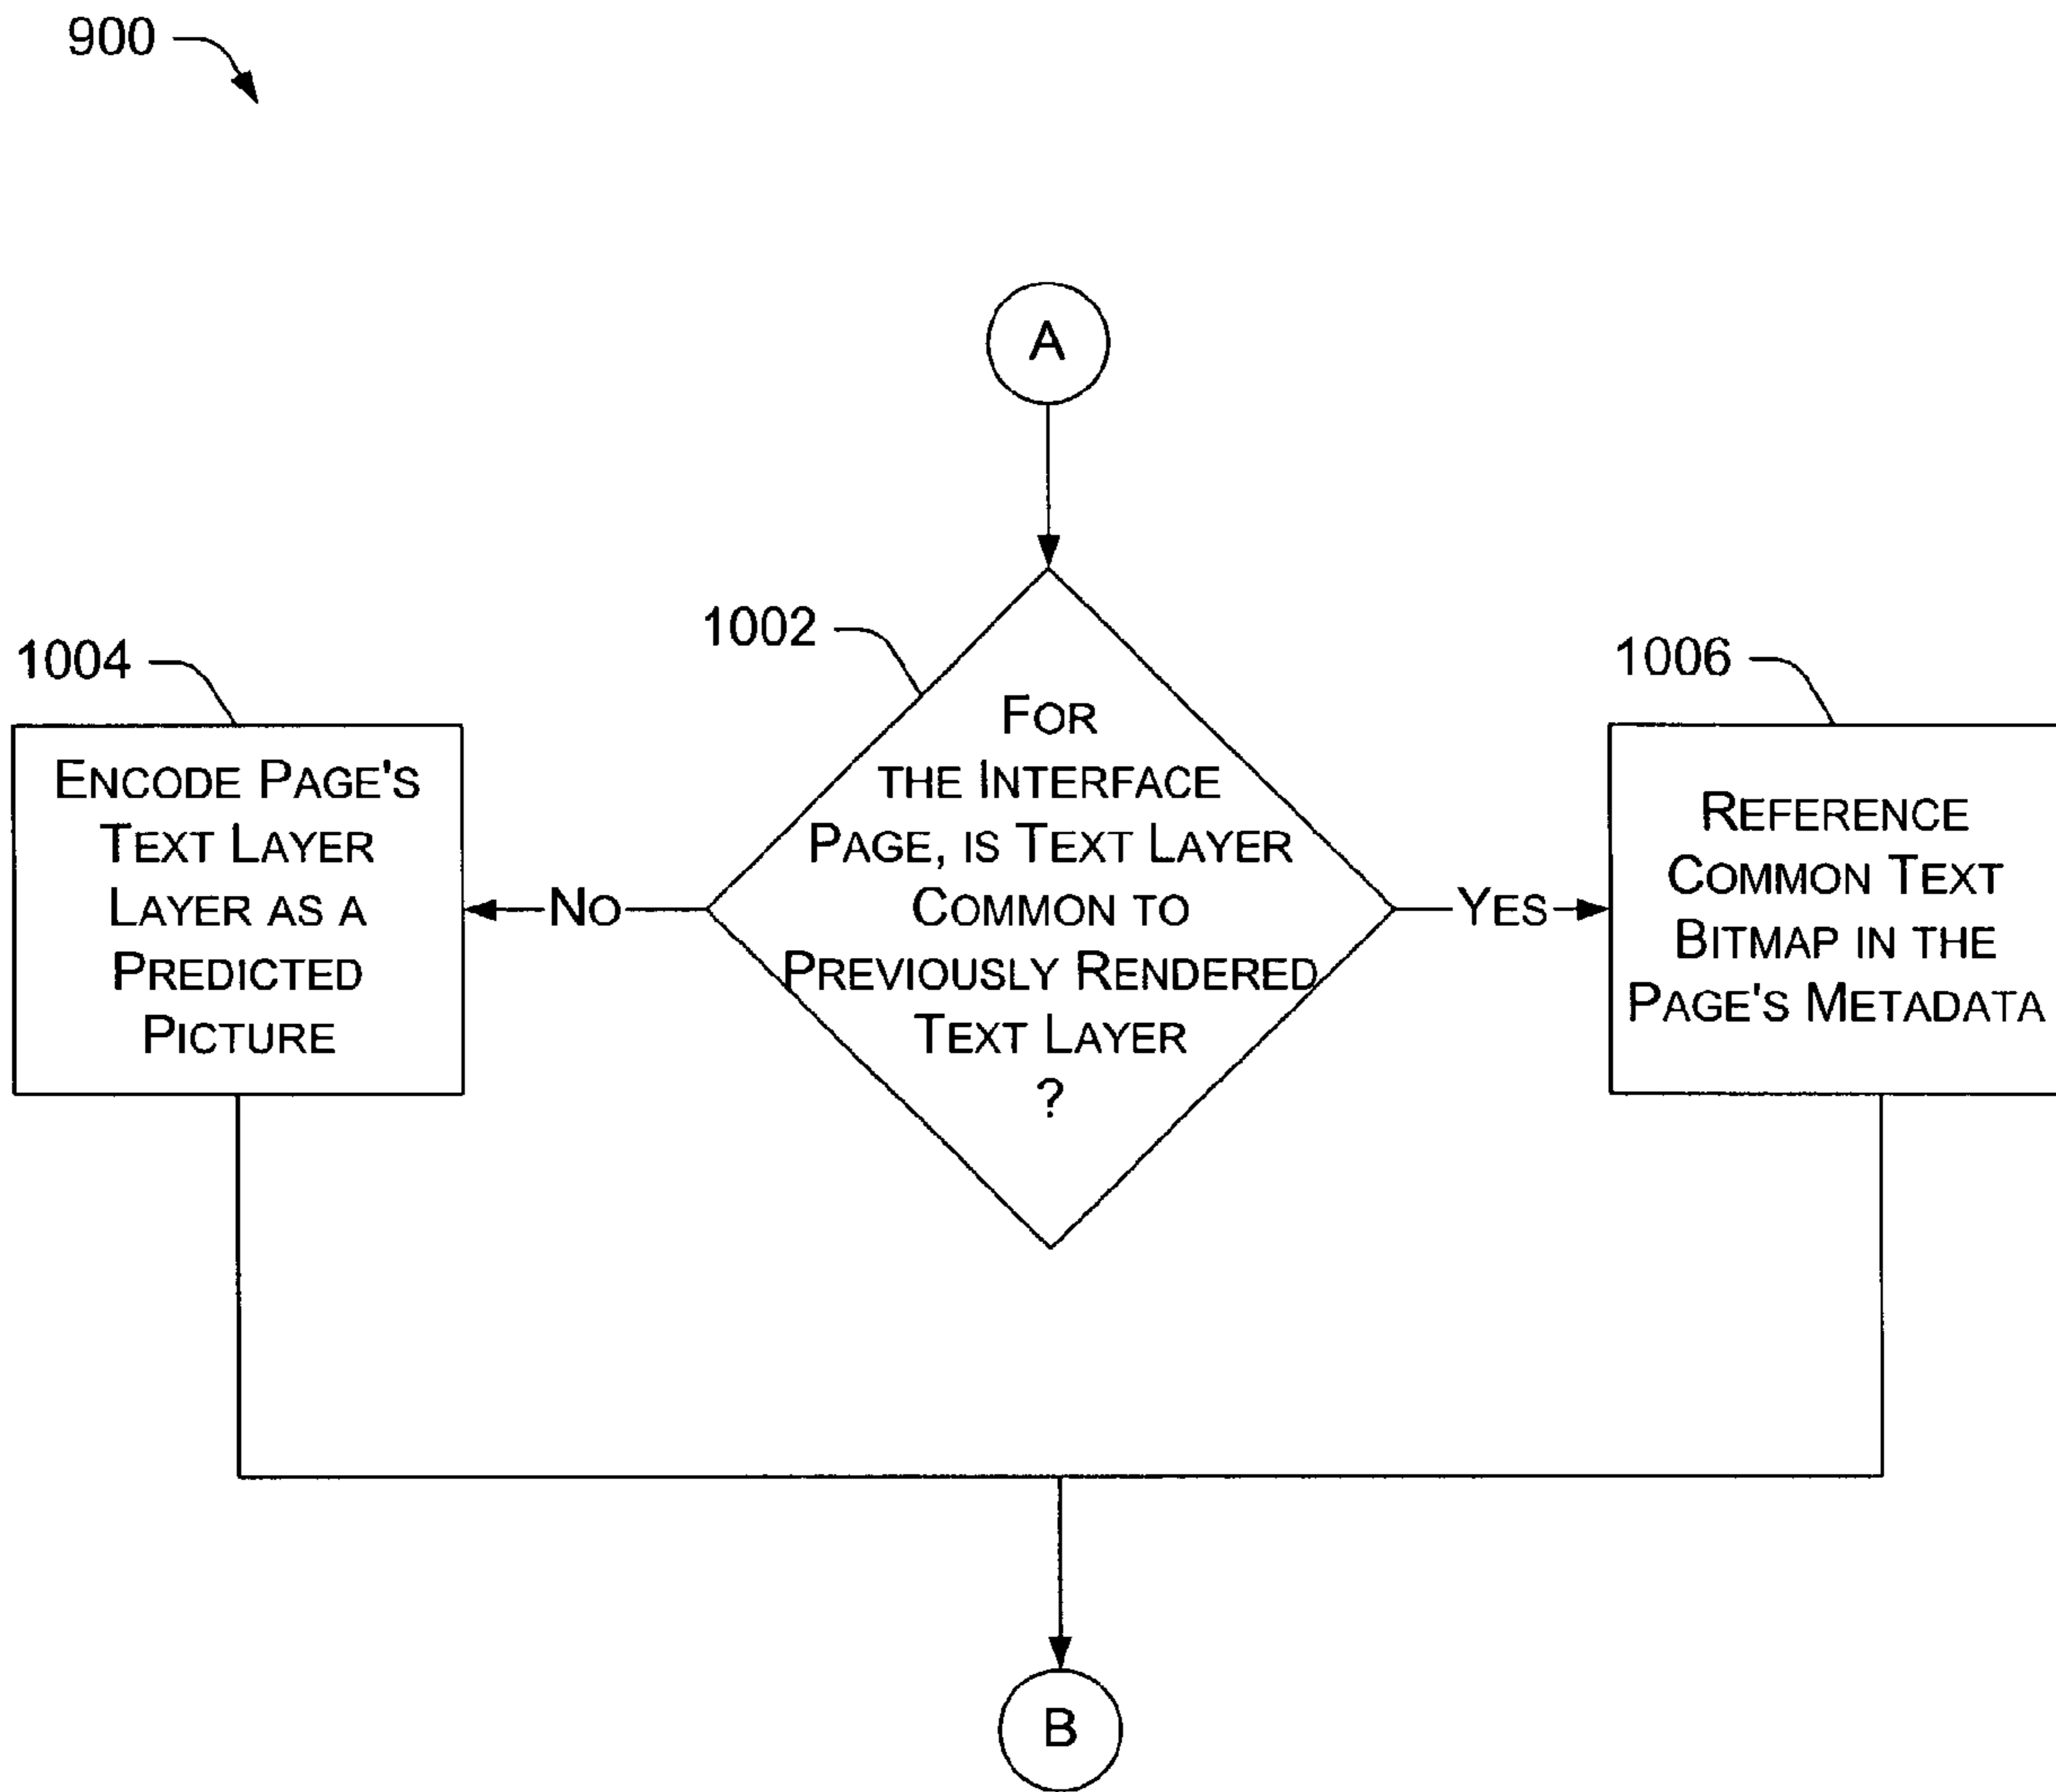 900
A
1002
FOR
THE INTERFACE
PAGE, IS TEXT LAYER
COMMON TO
PREVIOUSLY RENDERED
TEXT LAYER
?
1004
ENCODE PAGE'S
TEXT LAYER
LAYER AS A
PREDICTED
PICTURE
NO
YES
1006
REFERENCE
COMMON TEXT
BITMAP IN THE
PAGE'S METADATA
B